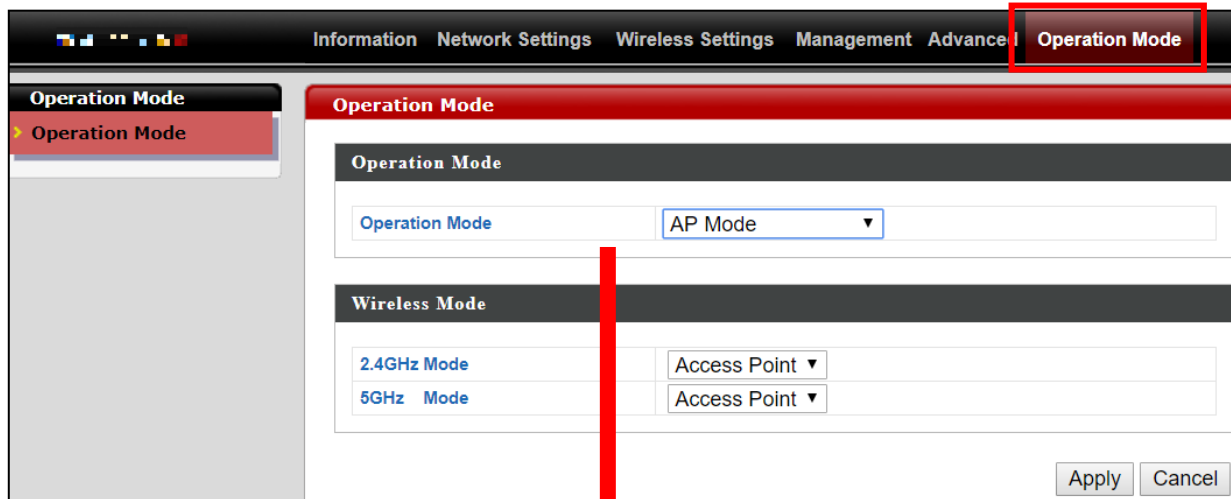 Information Network Settings Wireless Settings Management Advanced Operation Mode
Operation Mode
Operation Mode
Operation Mode
Operation Mode
Operation Mode AP Mode
Wireless Mode
2.4GHz Mode Access Point
5GHz Mode Access Point
Apply Cancel